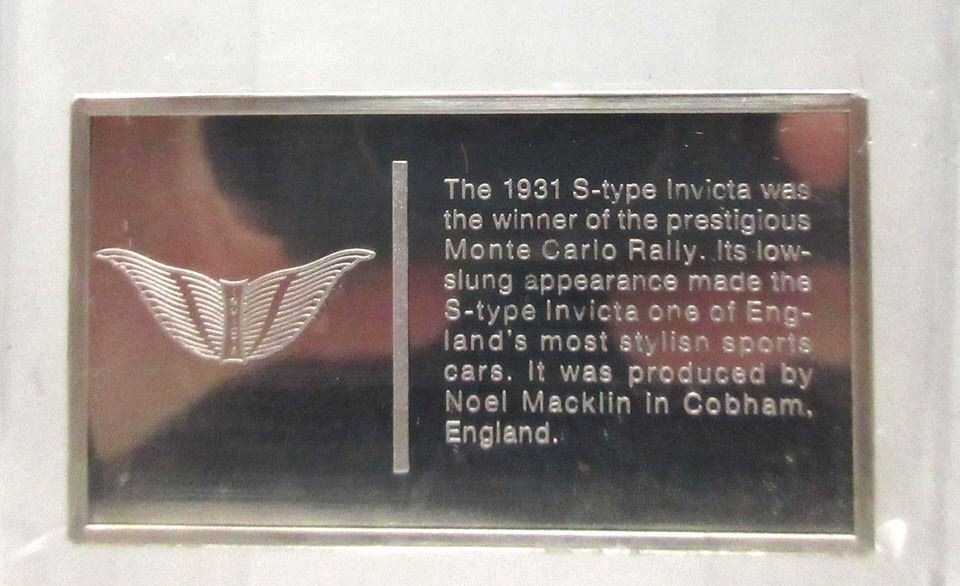 The 1931 S-type Invicta was
the winner of the prestigious
Monte Carlo Rally. Its low-
slung appearance made the
S-type Invicta one of Eng-
land's most stylish sports
cars. It was produced by
Noel Macklin in Cobham,
England.